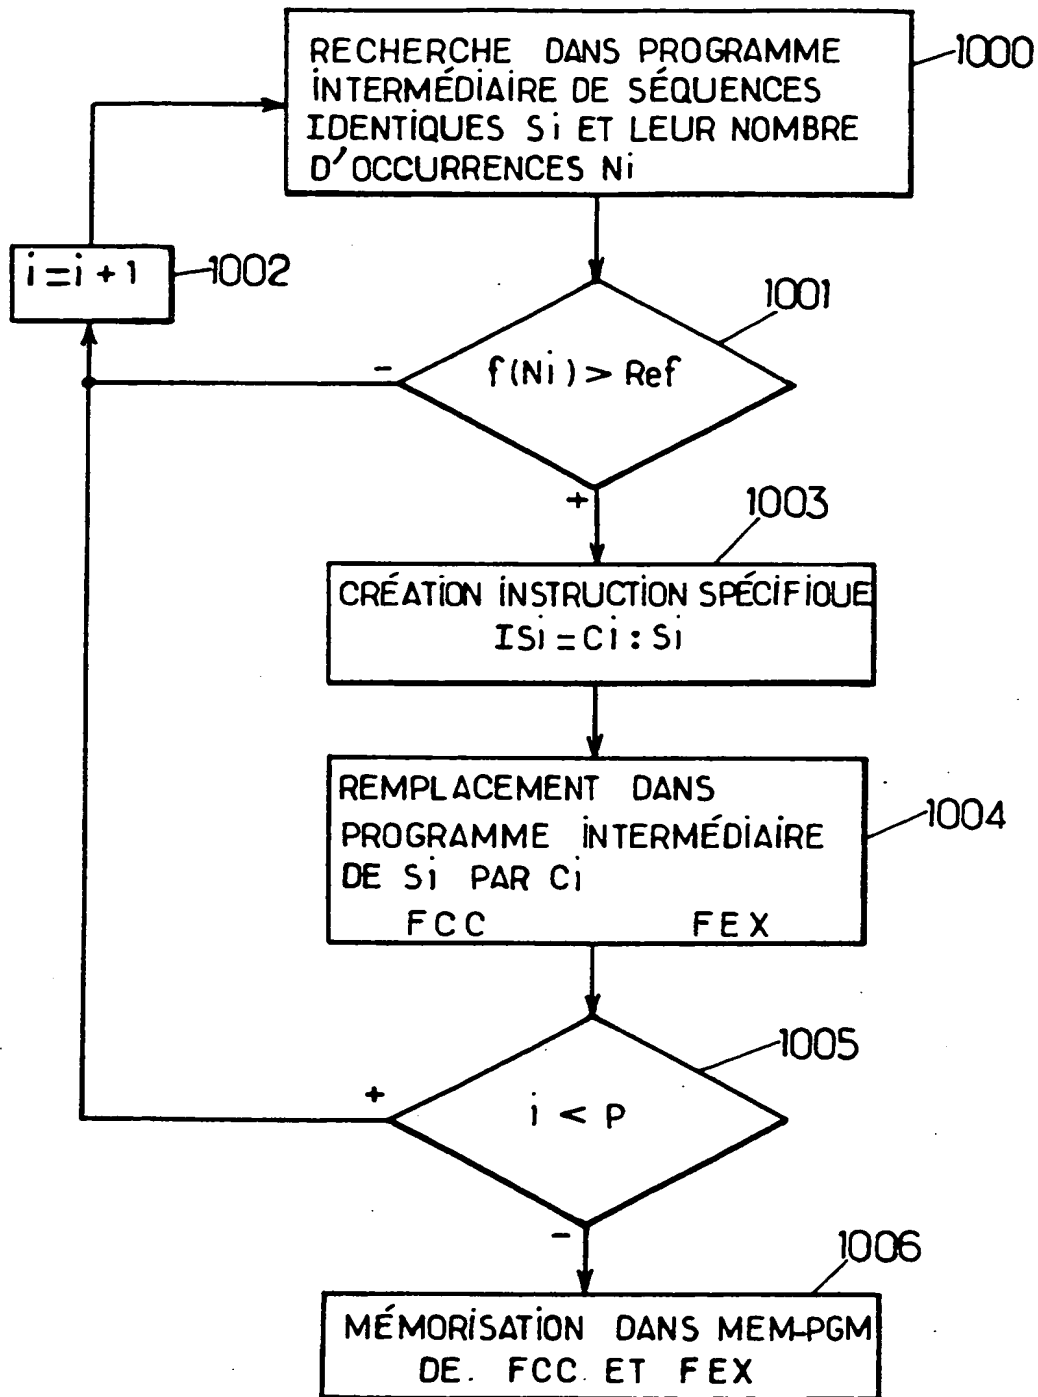 RECHERCHE DANS PROGRAMME
INTERMÉDIAIRE DE SÉQUENCES
IDENTIQUES Si ET LEUR NOMBRE
D'OCCURRENCES Ni
1000
i=i+1
1002
1001
f(Ni) > Ref
-
+
1003
CRÉATION INSTRUCTION SPÉCIFIQUE
ISi = Ci : Si
REMPLACEMENT DANS
PROGRAMME INTERMÉDIAIRE
DE Si PAR Ci
FCC FEX
1004
1005
+
i < P
-
1006
MÉMORISATION DANS MEM-PGM
DE. FCC. ET FEX